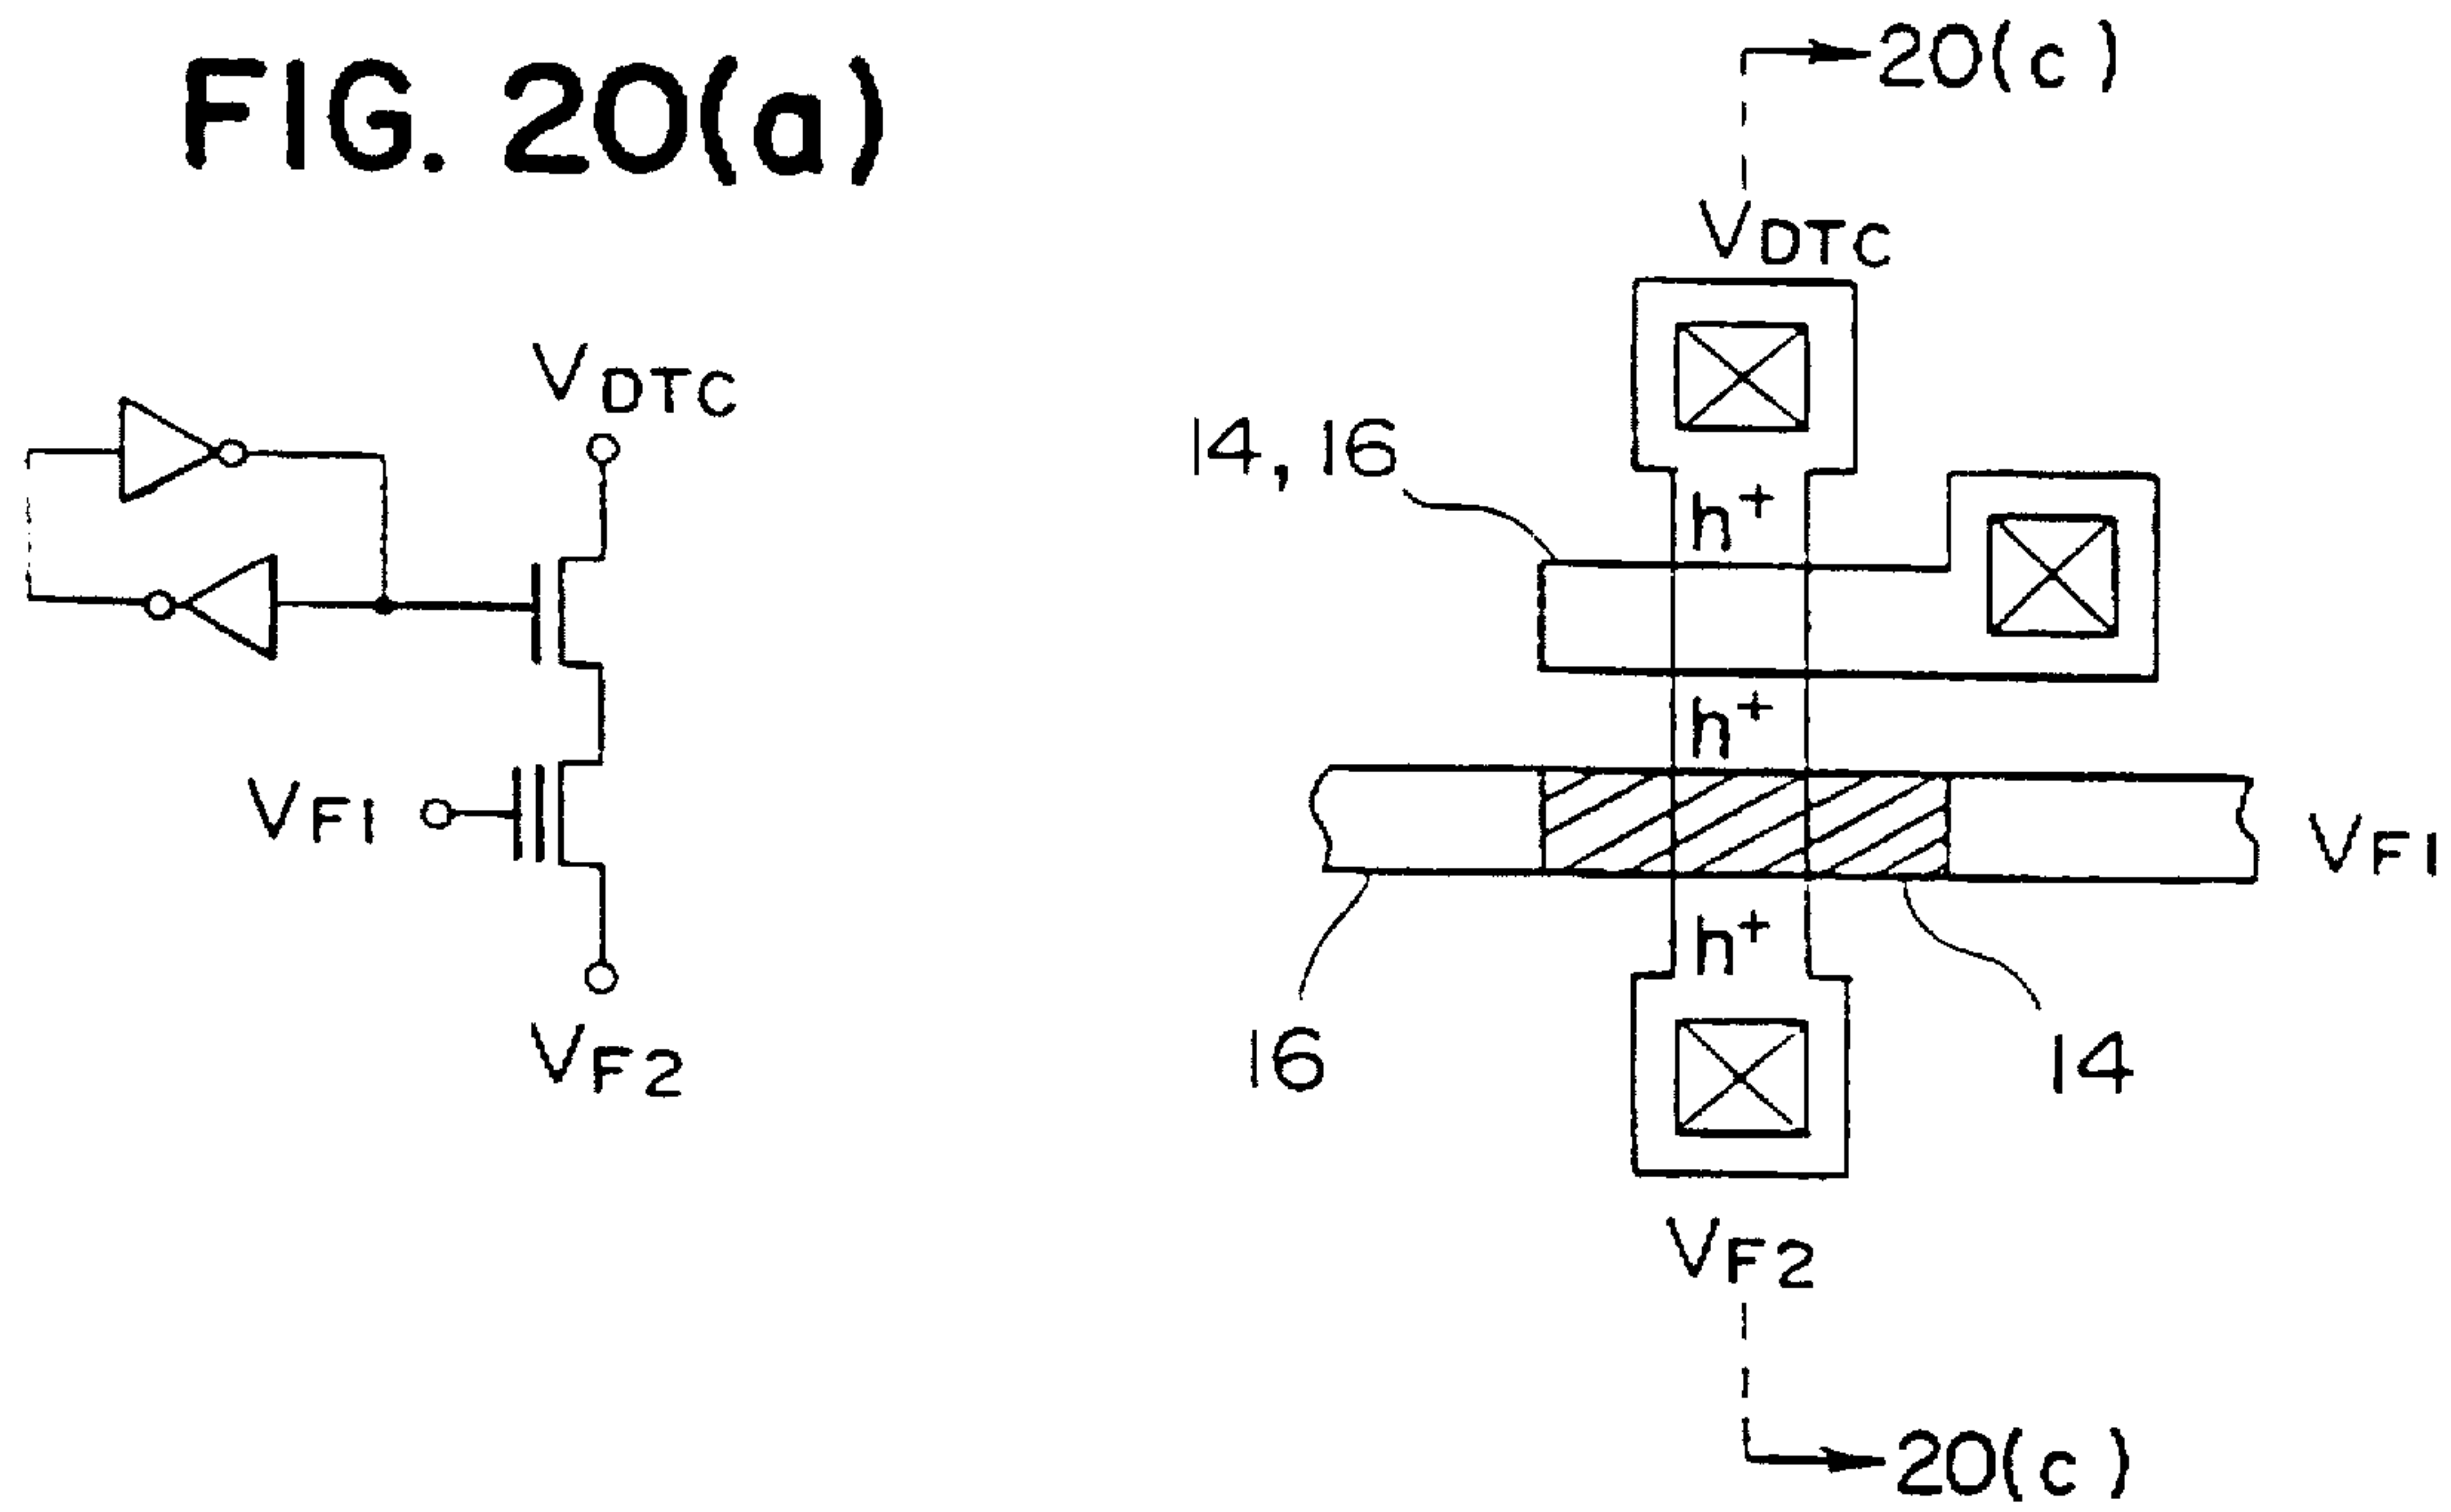 FIG. 20(a)
20(c)
VDTC
VDTC
14, 16
h+
h+
VF1
VF1
h+
16
14
VF2
VF2
20(c)